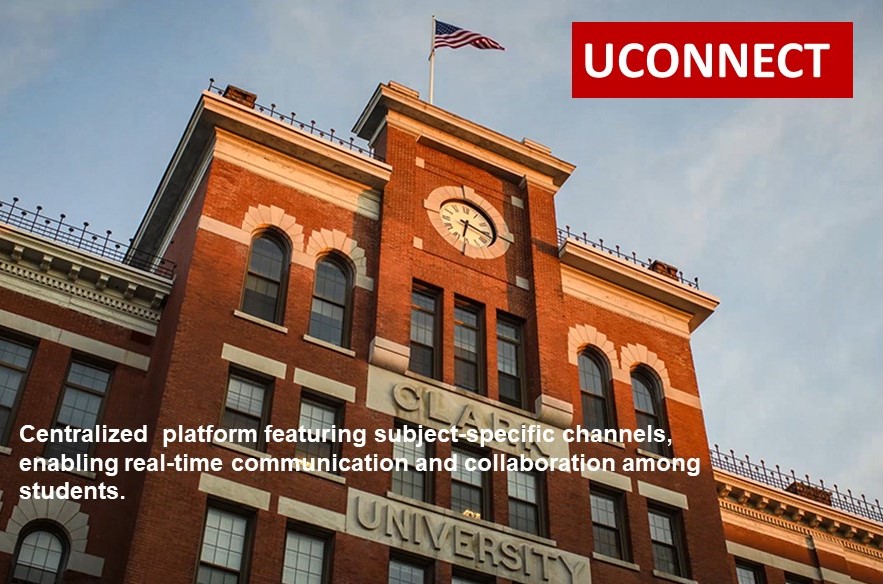 UCONNECT
CLARK
Centralized  platform featuring subject-specific channels,
enabling real-time communication and collaboration among
students.
UNIVERSITY